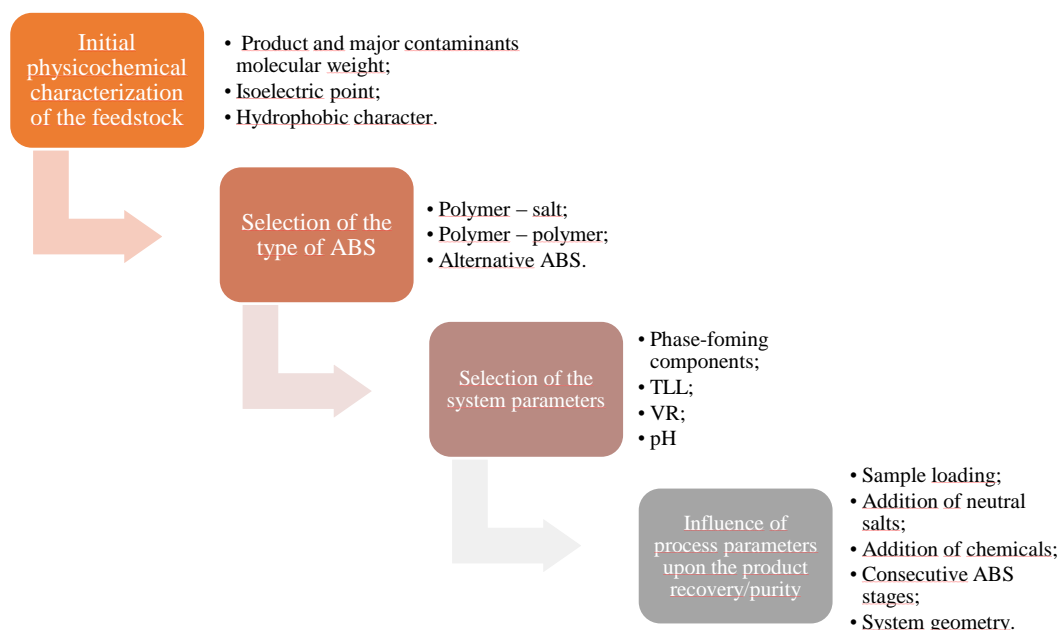 Initial
physicochemical
characterization
of the feedstock
• Product and major contaminants
molecular weight;
• Isoelectric point;
• Hydrophobic character.
Selection of the
type of ABS
• Polymer – salt;
• Polymer – polymer;
• Alternative ABS.
Selection of the
system parameters
• Phase-foming
components;
• TLL;
• VR;
• pH
Influence of
process parameters
upon the product
recovery/purity
• Sample loading;
• Addition of neutral
salts;
• Addition of chemicals;
• Consecutive ABS
stages;
• System geometry.